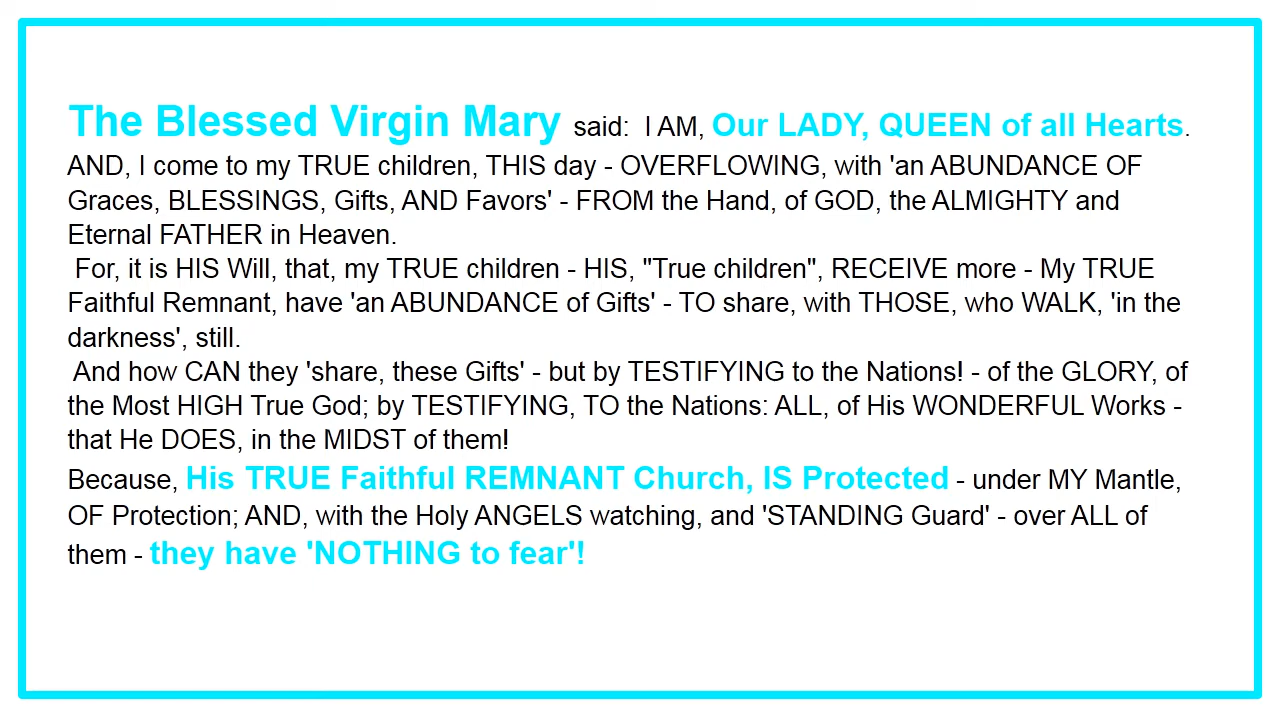 The Blessed Virgin Mary said:  I AM, Our LADY, QUEEN of all Hearts.
AND, I come to my TRUE children, THIS day - OVERFLOWING, with 'an ABUNDANCE OF
Graces, BLESSINGS, Gifts, AND Favors' - FROM the Hand, of GOD, the ALMIGHTY and
Eternal FATHER in Heaven.
For, it is HIS Will, that, my TRUE children - HIS, "True children", RECEIVE more - My TRUE
Faithful Remnant, have 'an ABUNDANCE of Gifts' - TO share, with THOSE, who WALK, 'in the
darkness', still.
And how CAN they 'share, these Gifts' - but by TESTIFYING to the Nations! - of the GLORY, of
the Most HIGH True God; by TESTIFYING, TO the Nations: ALL, of His WONDERFUL Works -
that He DOES, in the MIDST of them!
Because, His TRUE Faithful REMNANT Church, IS Protected - under MY Mantle,
OF Protection; AND, with the Holy ANGELS watching, and 'STANDING Guard' - over ALL of
them - they have 'NOTHING to fear'!